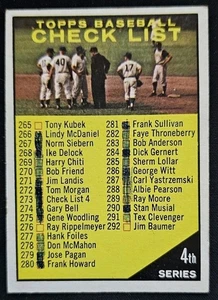 TOPPS BASEBALL
CHECK LIST
265 Tony Kubek
266 Lindy McDaniel
267 Norm Siebern
268 Ike Delock
269 Harry Chiti
270 Bob Friend
271 Jim Landis
272 Tom Morgan
273 Check List 4
274 Gary Bell
275 Gene Woodling
276 Ray Rippelmeyer
277 Hank Foiles
278 Don McMahon
279 Jose Pagan
280 Frank Howard
281 Frank Sullivan
282 Faye Throneberry
283 Bob Anderson
284 Dick Gernert
285 Sherm Lollar
286 George Witt
287 Carl Yastrzemski
288 Albie Pearson
289 Ray Moore
290 Stan Musial
291 Tex Clevenger
292 Jim Baumer
4th
SERIES